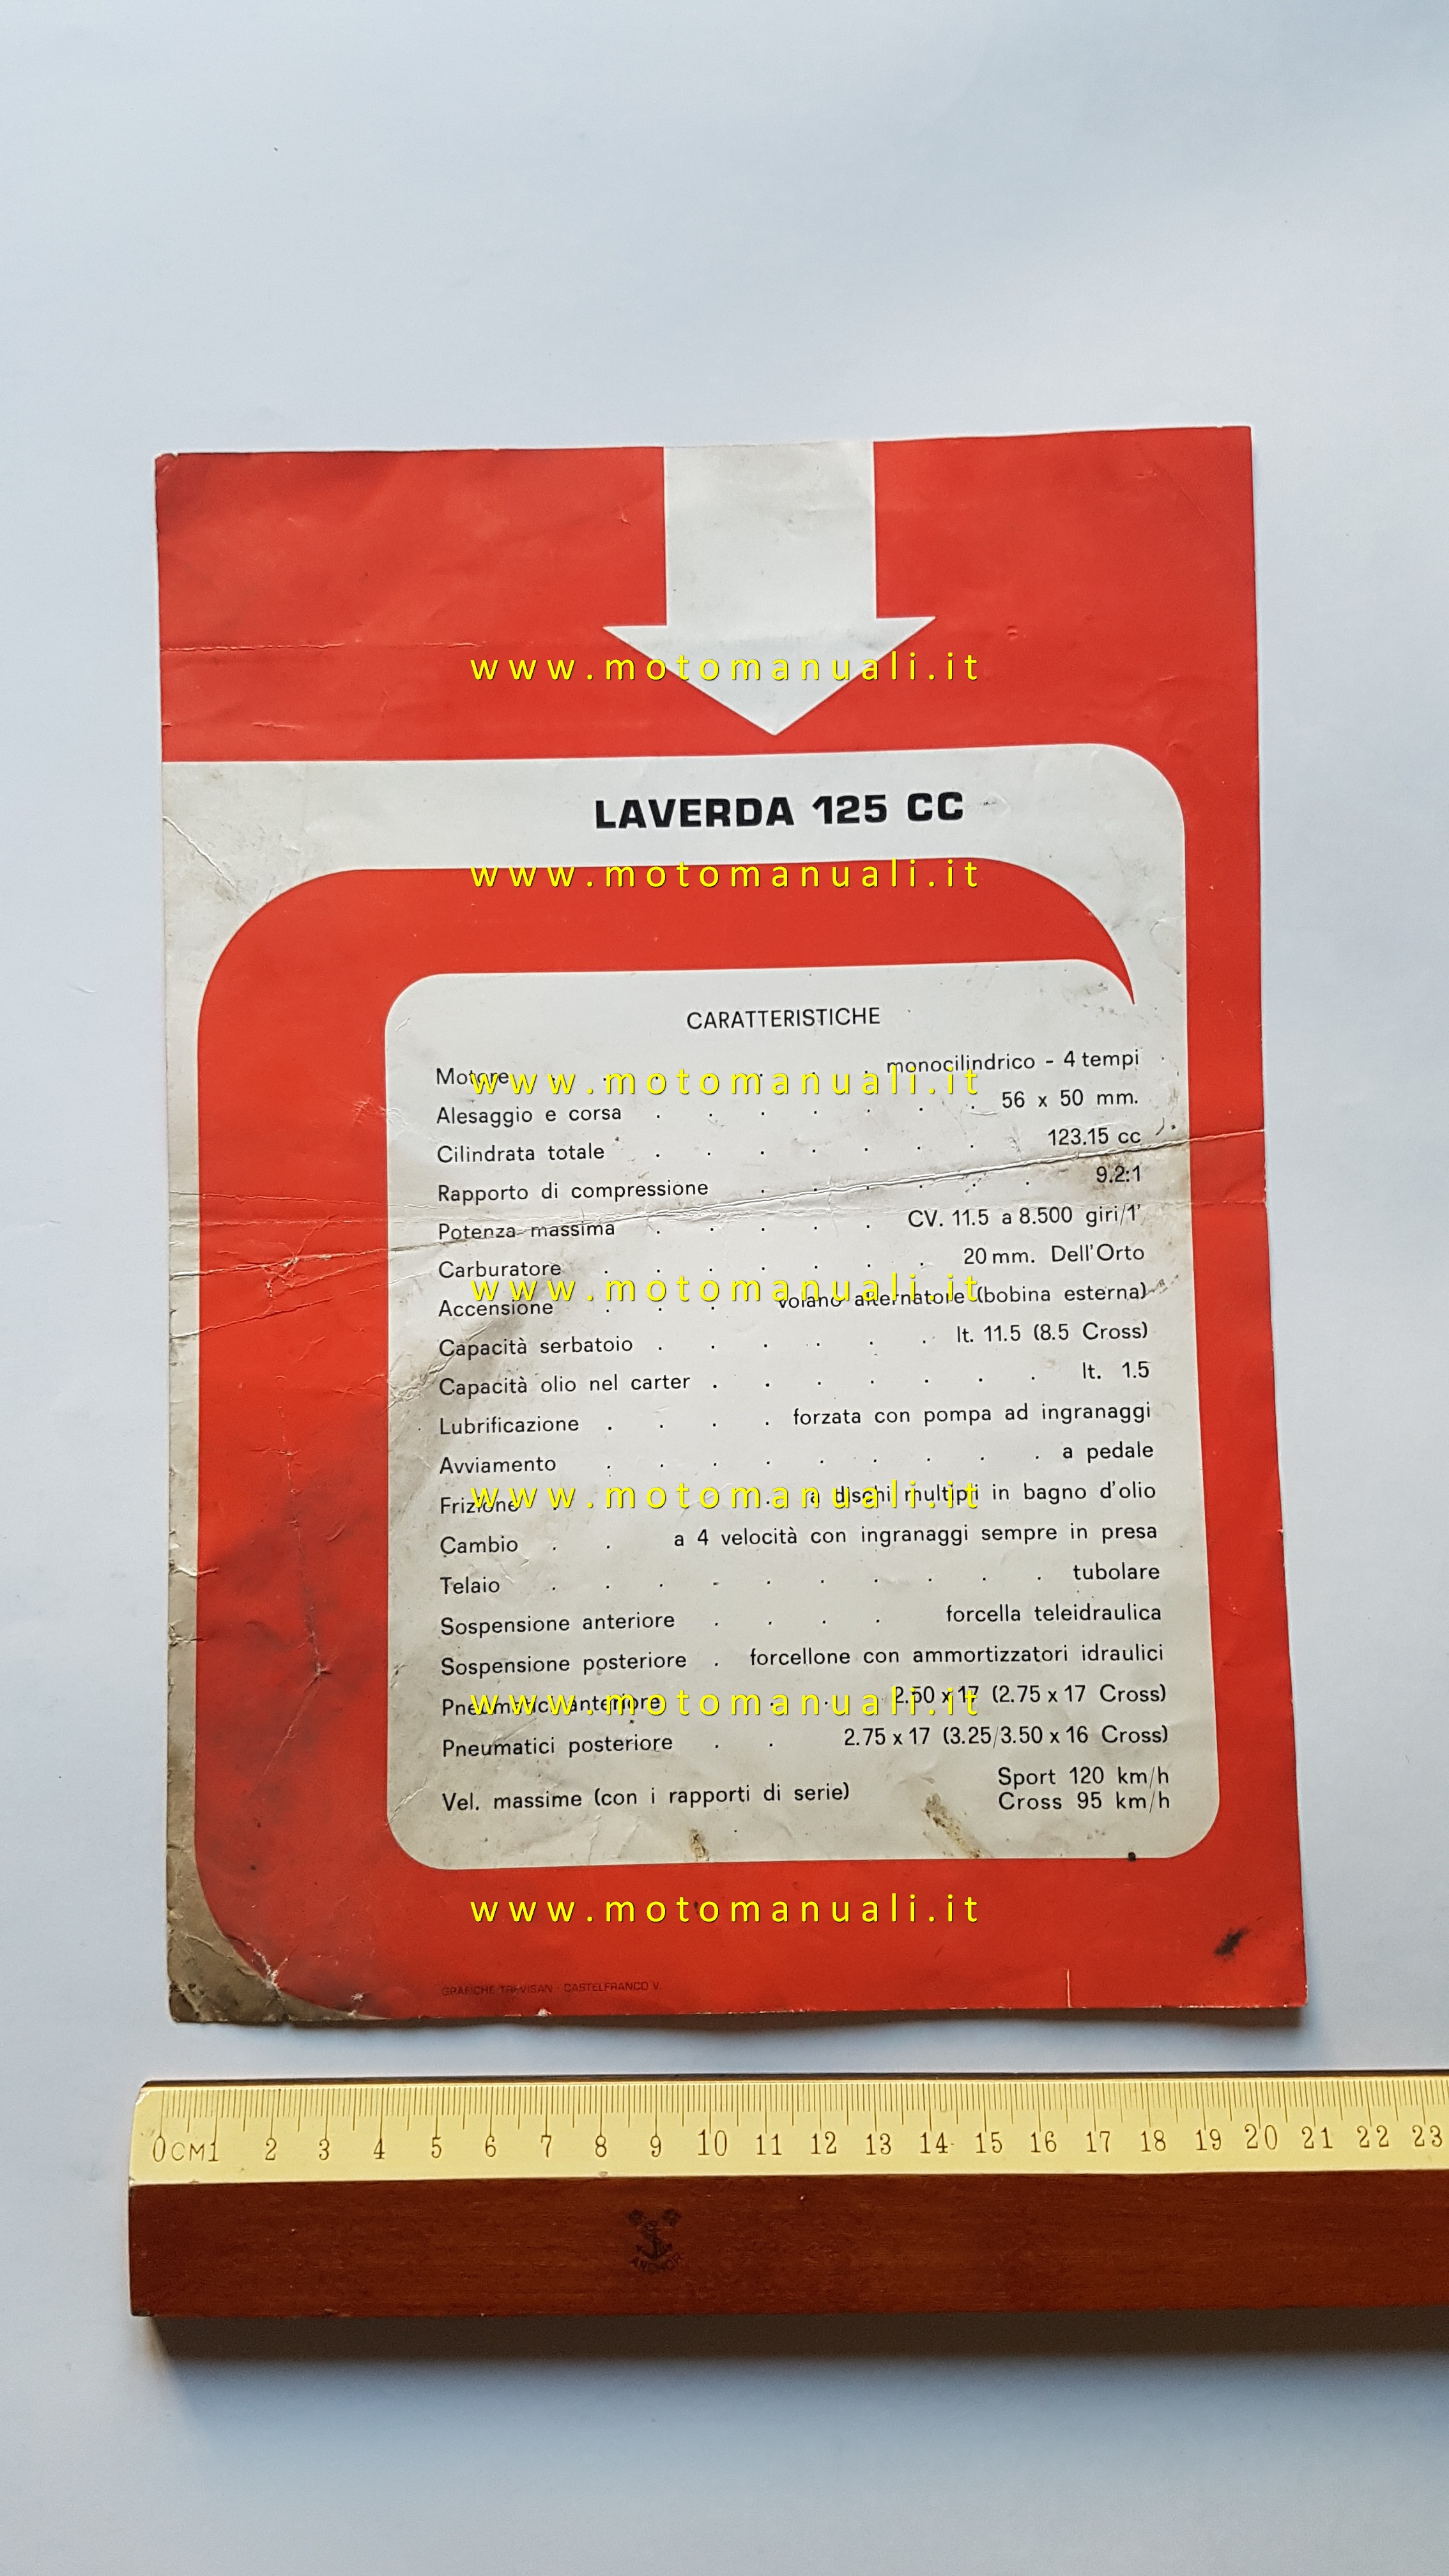 www.motomanuali.it
LAVERDA 125 CC
www.motomanuali.it
CARATTERISTICHE
Motore . . . . . . . monocilindrico - 4 tempi
www.motomanuali.it
Alesaggio e corsa . . . . . . . 56 x 50 mm.
Cilindrata totale . . . . . . . 123.15 cc
Rapporto di compressione . . . . . . 9.2:1
Potenza massima . . . . . CV. 11.5 a 8.500 giri/1'
Carburatore . . . . . . . 20 mm. Dell'Orto
www.motomanuali.it
Accensione . . . volano alternatore (bobina esterna)
Capacità serbatoio . . . . . . lt. 11.5 (8.5 Cross)
Capacità olio nel carter . . . . . . . lt. 1.5
Lubrificazione . . . . forzata con pompa ad ingranaggi
Avviamento . . . . . . . . . a pedale
www.motomanuali.it
Frizione . . . . . a dischi multipli in bagno d'olio
Cambio . . a 4 velocità con ingranaggi sempre in presa
Telaio . . . . . . . . . . tubolare
Sospensione anteriore . . . . forcella teleidraulica
Sospensione posteriore . forcellone con ammortizzatori idraulici
Pneumatici anteriore . . . 2.50 x 17 (2.75 x 17 Cross)
www.motomanuali.it
Pneumatici posteriore . . 2.75 x 17 (3.25/3.50 x 16 Cross)
Vel. massime (con i rapporti di serie) Sport 120 km/h
Cross 95 km/h
www.motomanuali.it
GRAFICHE TREVISAN - CASTELFRANCO V.
0CM1 2 3 4 5 6 7 8 9 10 11 12 13 14 15 16 17 18 19 20 21 22 23
ANCHOR